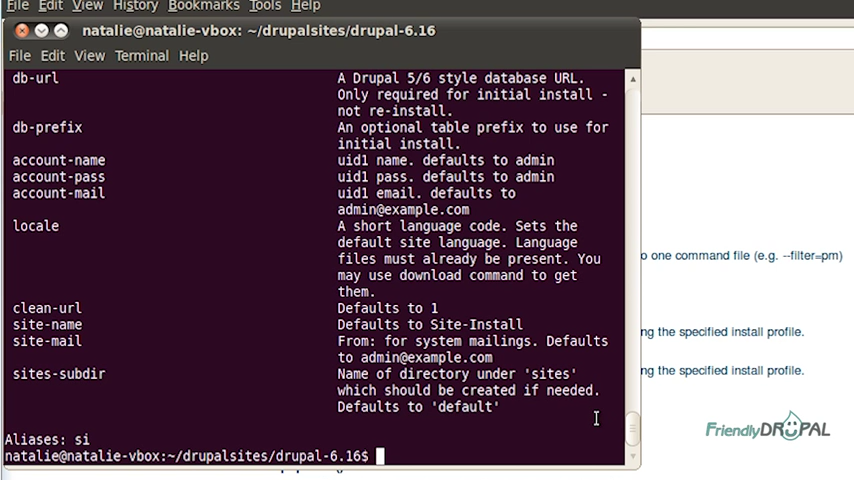 File Edit View History Bookmarks Tools Help
natalie@natalie-vbox: ~/drupalsites/drupal-6.16
File Edit View Terminal Help
db-url A Drupal 5/6 style database URL.
Only required for initial install -
not re-install.
db-prefix An optional table prefix to use for
initial install.
account-name uid1 name. defaults to admin
account-pass uid1 pass. defaults to admin
account-mail uid1 email. defaults to
admin@example.com
locale A short language code. Sets the
default site language. Language
files must already be present. You
may use download command to get
them.
clean-url Defaults to 1
site-name Defaults to Site-Install
site-mail From: for system mailings. Defaults
to admin@example.com
sites-subdir Name of directory under 'sites'
which should be created if needed.
Defaults to 'default'
Aliases: si
natalie@natalie-vbox:~/drupalsites/drupal-6.16$
o one command file (e.g. --filter=pm)
ng the specified install profile.
ng the specified install profile.
FriendlyDRUPAL